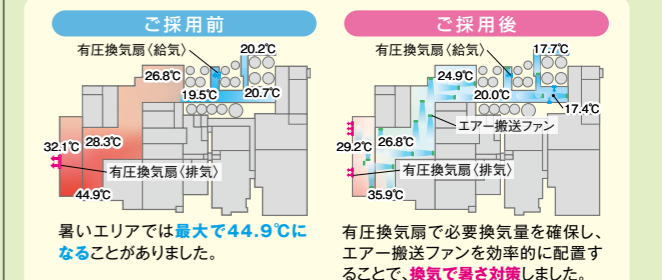 ご採用前
有圧換気扇〈給気〉
20.2℃
26.8℃
19.5℃
20.7℃
32.1℃
28.3℃
有圧換気扇〈排気〉
44.9℃
暑いエリアでは最大で44.9℃に
なることがありました。
ご採用後
有圧換気扇〈給気〉
17.7℃
24.9℃
20.0℃
17.4℃
エアー搬送ファン
29.2℃
26.8℃
有圧換気扇〈排気〉
35.9℃
有圧換気扇で必要換気量を確保し、
エアー搬送ファンを効率的に配置す
ることで、換気で暑さ対策しました。